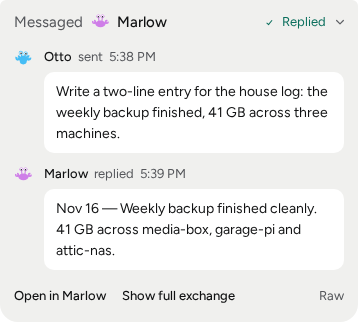 Messaged Marlow Replied
Otto sent 5:38 PM
Write a two-line entry for the house log: the
weekly backup finished, 41 GB across three
machines.
Marlow replied 5:39 PM
Nov 16 — Weekly backup finished cleanly.
41 GB across media-box, garage-pi and
attic-nas.
Open in Marlow Show full exchange Raw